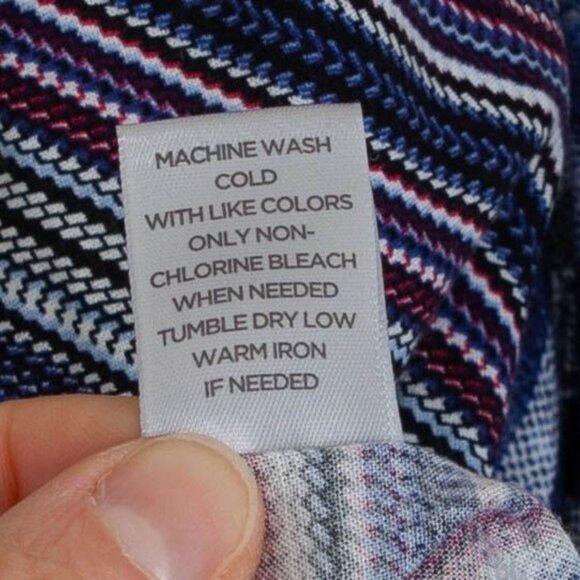 MACHINE WASH
COLD
WITH LIKE COLORS
ONLY NON-
CHLORINE BLEACH
WHEN NEEDED
TUMBLE DRY LOW
WARM IRON
IF NEEDED